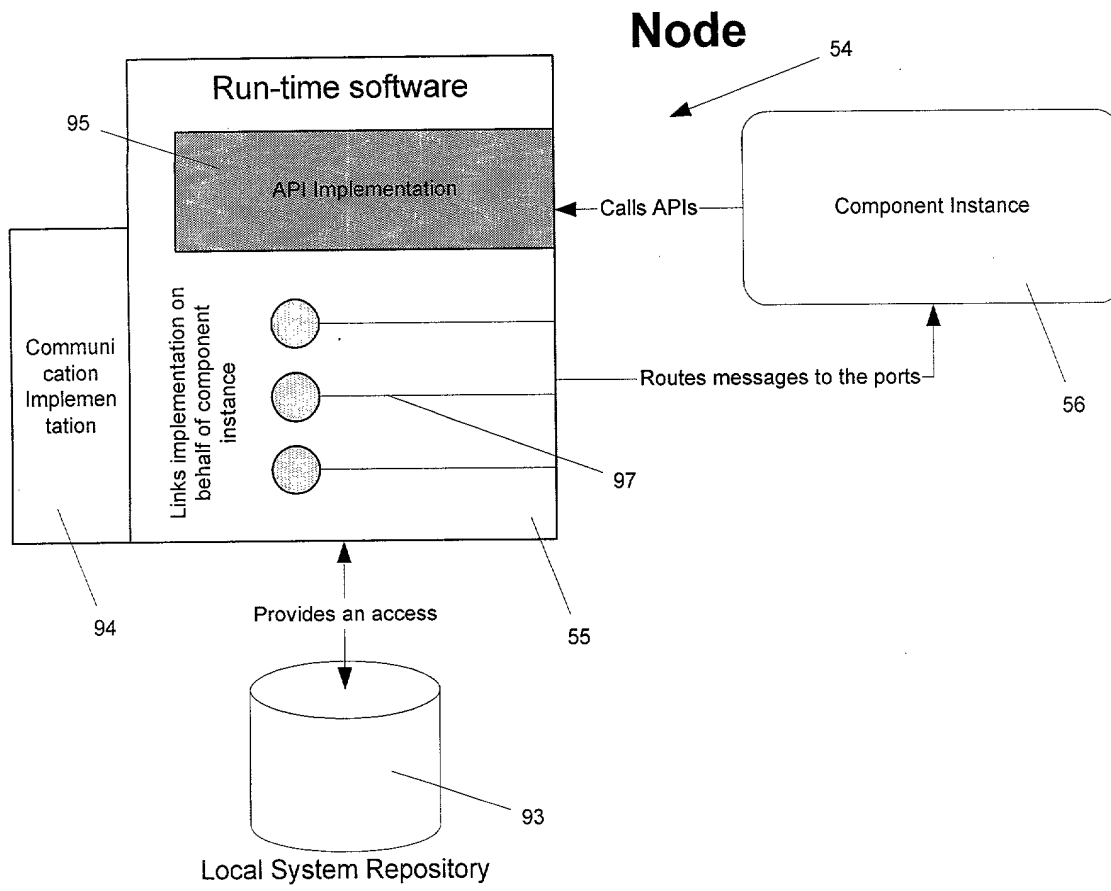 Node
54
Run-time software
95
API Implementation
Calls APIs
Component Instance
Communi
cation
Implemen
tation
Links implementation on
behalf of component
instance
Routes messages to the ports
56
97
94
Provides an access
55
93
Local System Repository